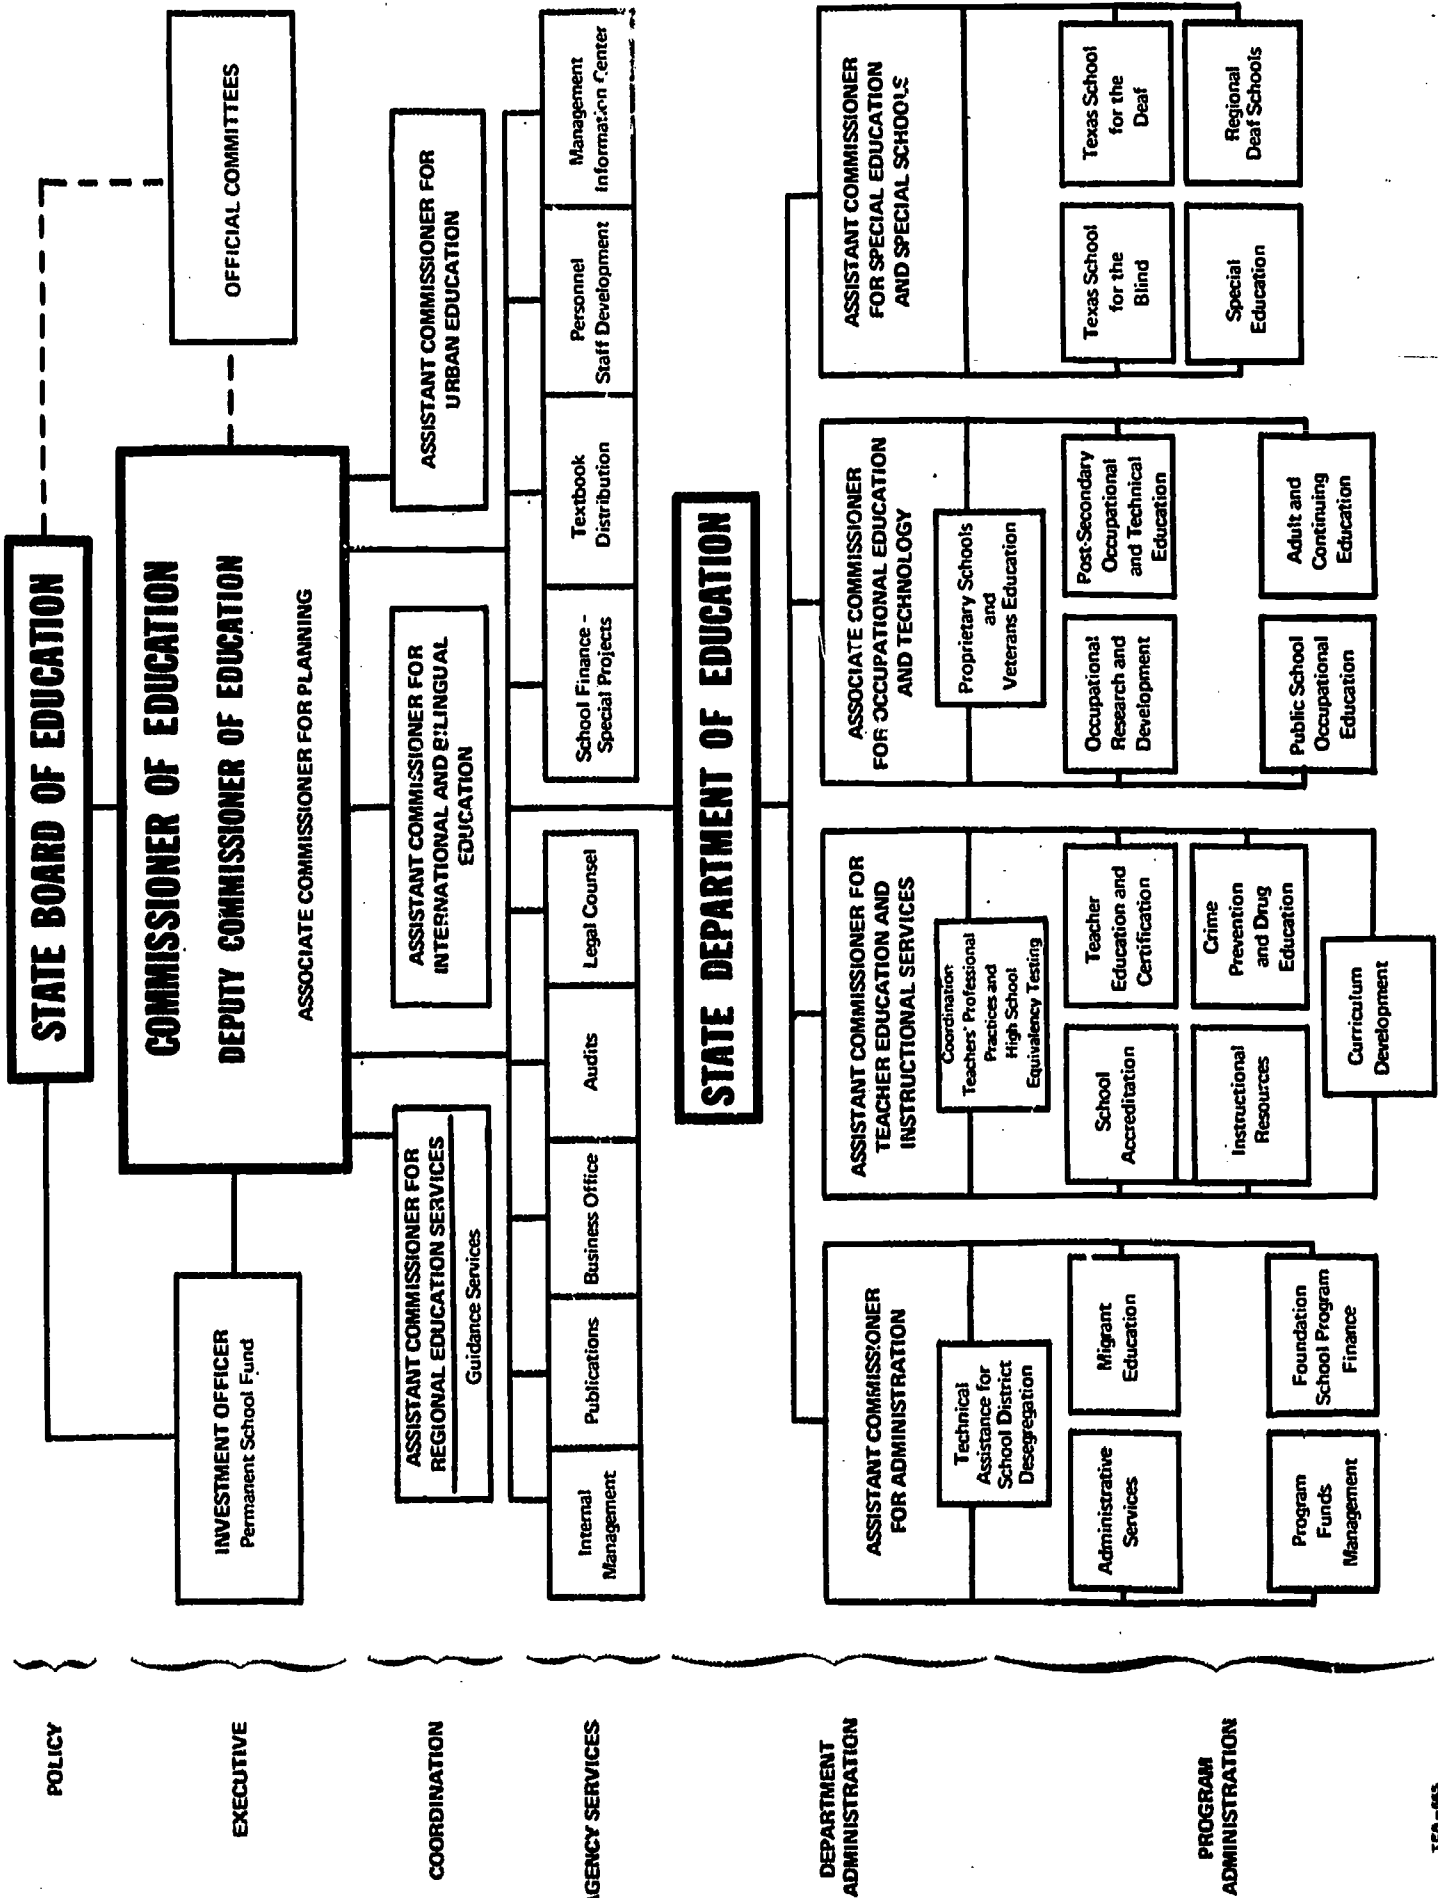 POLICY
STATE BOARD OF EDUCATION
EXECUTIVE
INVESTMENT OFFICER
Permanent School Fund
COMMISSIONER OF EDUCATION
DEPUTY COMMISSIONER OF EDUCATION
ASSOCIATE COMMISSIONER FOR PLANNING
OFFICIAL COMMITTEES
COORDINATION
ASSISTANT COMMISSIONER FOR
REGIONAL EDUCATION SERVICES
Guidance Services
ASSISTANT COMMISSIONER FOR
INTERNATIONAL AND BILINGUAL
EDUCATION
ASSISTANT COMMISSIONER FOR
URBAN EDUCATION
AGENCY SERVICES
Internal
Management
Publications
Business Office
Audits
Legal Counsel
School Finance –
Special Projects
Textbook
Distribution
Personnel
Staff Development
Management
Information Center
DEPARTMENT
ADMINISTRATION
STATE DEPARTMENT OF EDUCATION
ASSISTANT COMMISSIONER
FOR ADMINISTRATION
ASSISTANT COMMISSIONER FOR
TEACHER EDUCATION AND
INSTRUCTIONAL SERVICES
ASSOCIATE COMMISSIONER
FOR OCCUPATIONAL EDUCATION
AND TECHNOLOGY
ASSISTANT COMMISSIONER
FOR SPECIAL EDUCATION
AND SPECIAL SCHOOLS
PROGRAM
ADMINISTRATION
Technical
Assistance for
School District
Desegregation
Administrative
Services
Migrant
Education
Program
Funds
Management
Foundation
School Program
Finance
Coordination
Teachers' Professional
Practices and
High School
Equivalency Testing
School
Accreditation
Teacher
Education and
Certification
Instructional
Resources
Crime
Prevention and Drug
Education
Curriculum
Development
Proprietary Schools
and
Veterans Education
Occupational
Research and
Development
Post-Secondary
Occupational
and Technical
Education
Public School
Occupational
Education
Adult and
Continuing
Education
Texas School
for the
Blind
Texas School
for the
Deaf
Special
Education
Regional
Deaf Schools